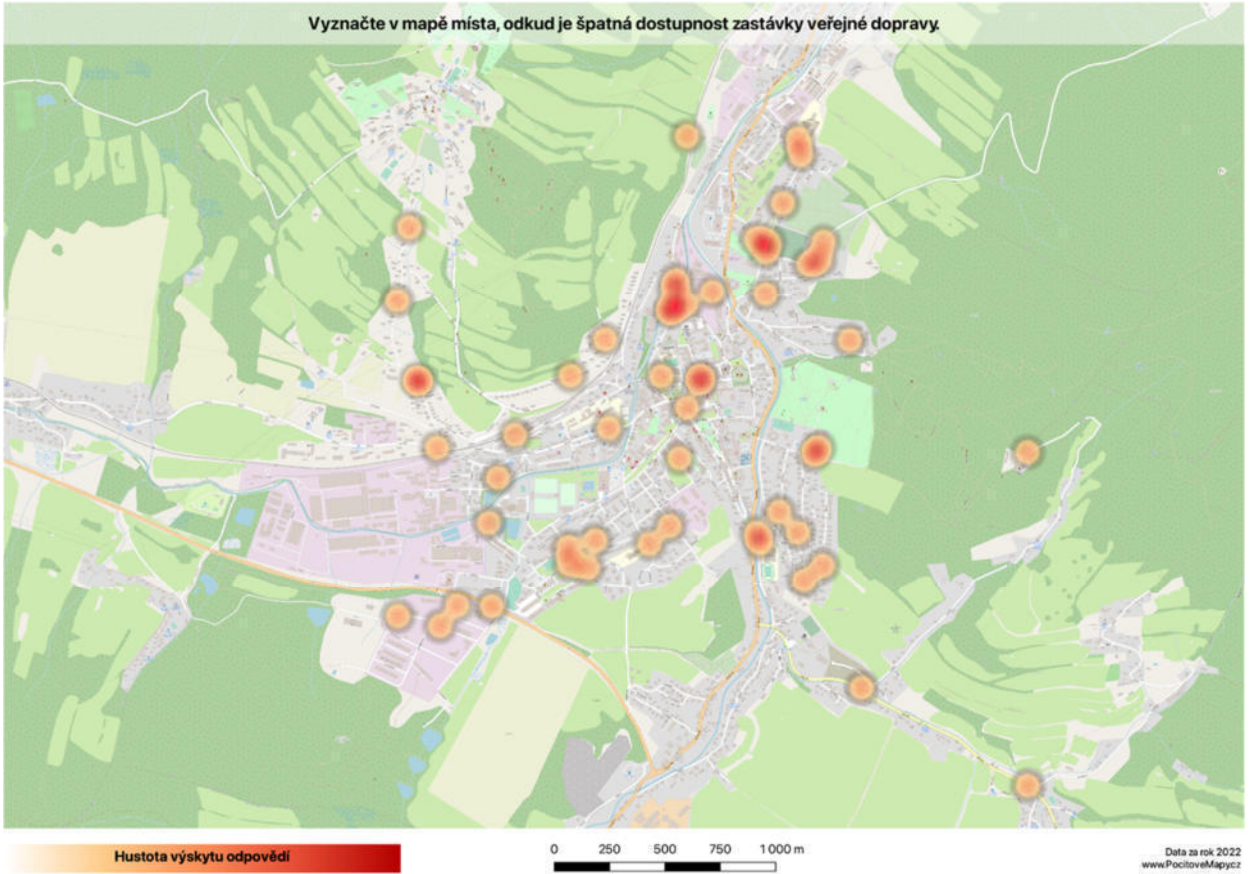 Vyznačte v mapě místa, odkud je špatná dostupnost zastávky veřejné dopravy.
Hustota výskytu odpovědí
0 250 500 750 1 000 m
Data za rok 2022
www.PocitoveMapy.cz